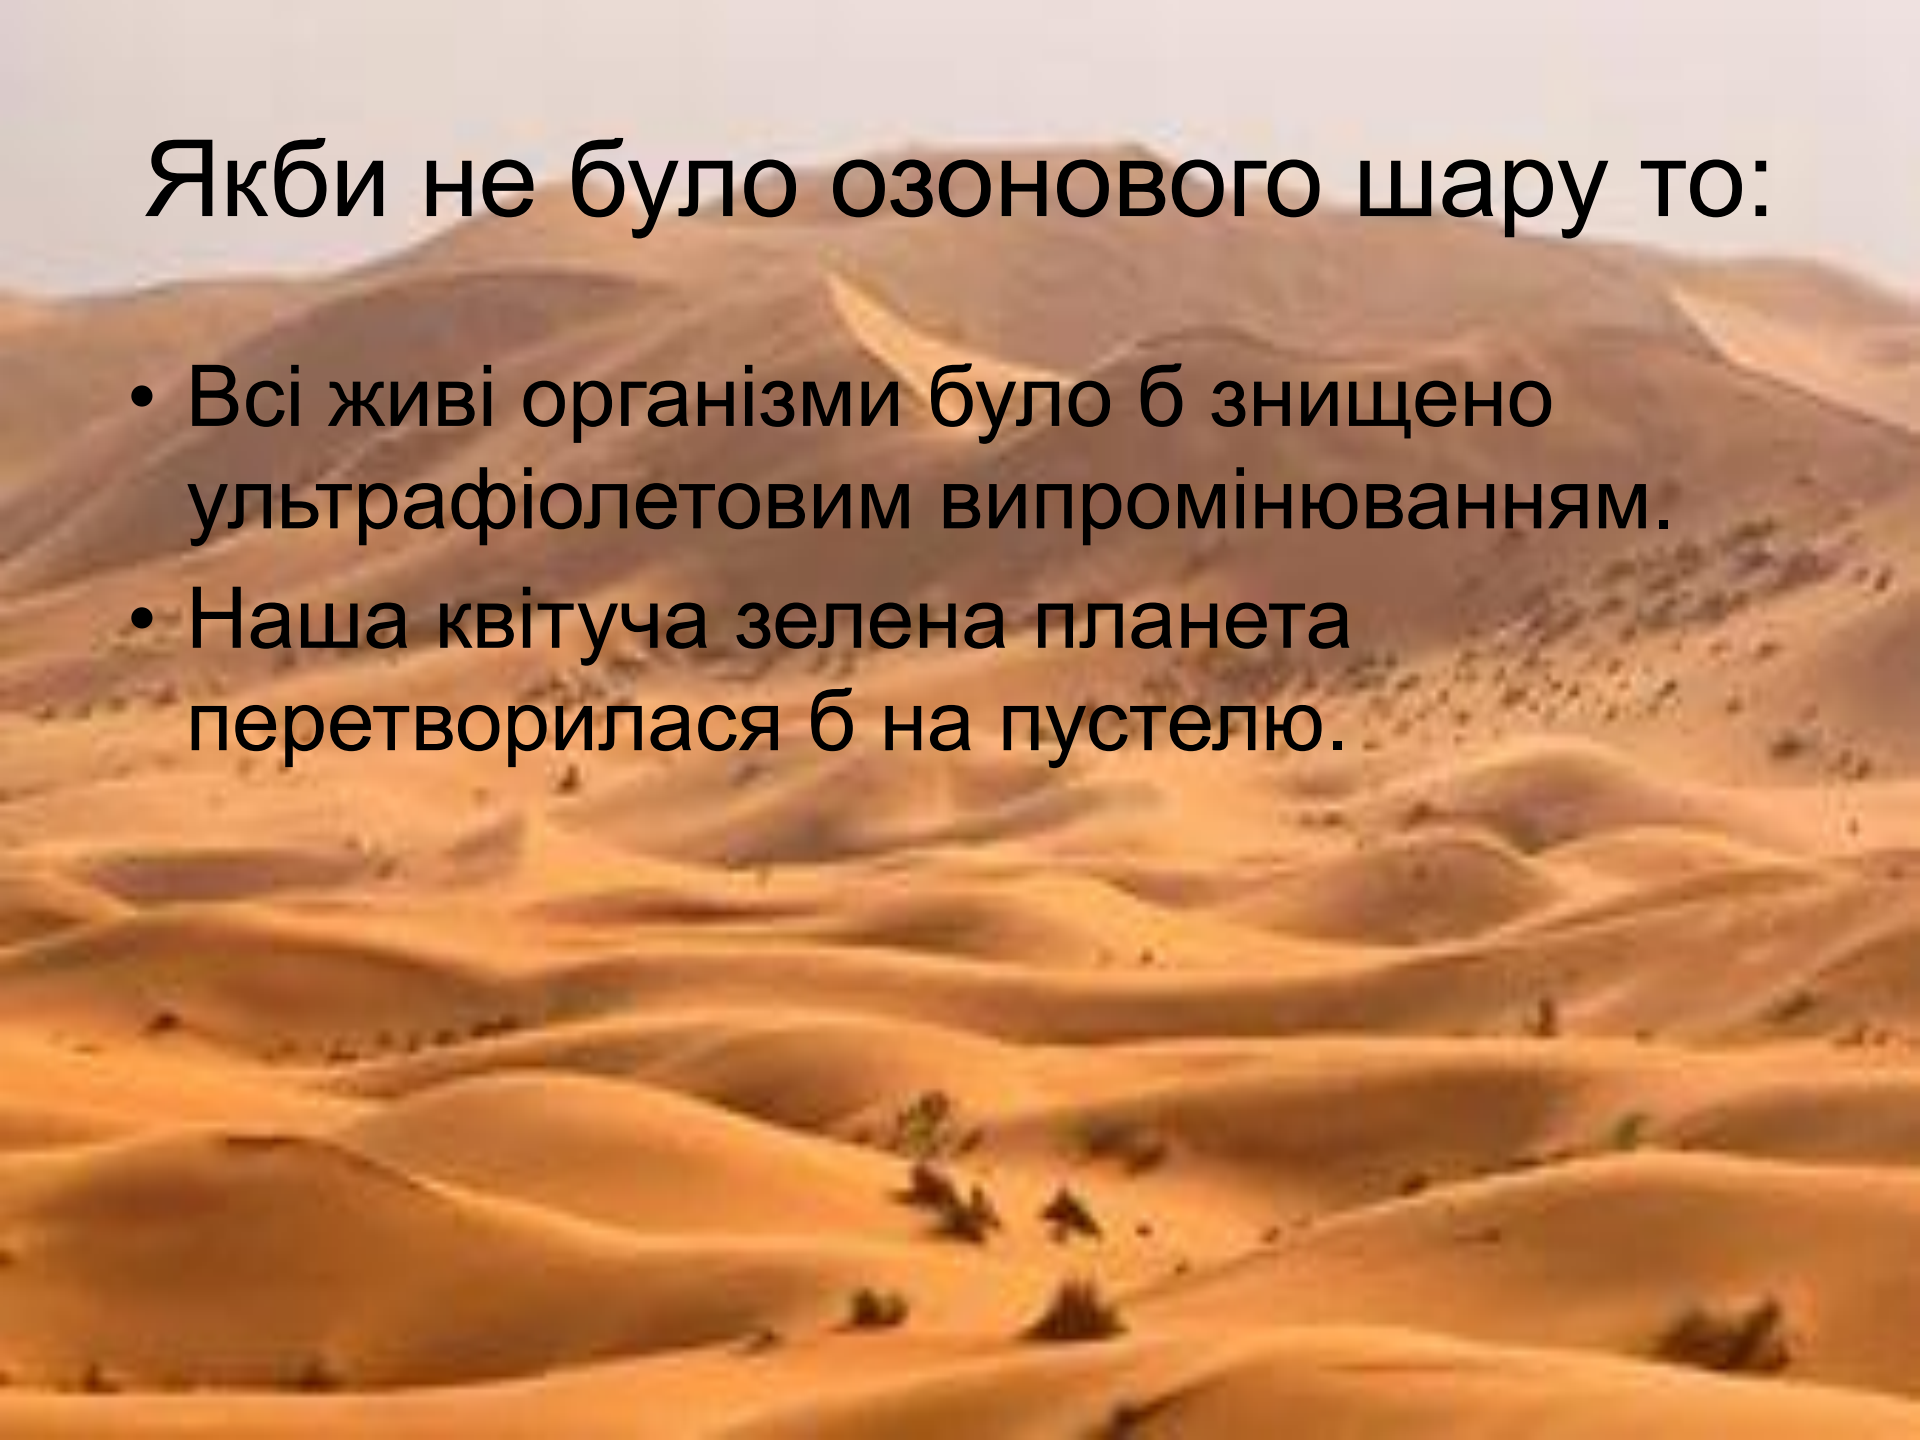 Якби не було озонового шару то:
• Всі живі організми було б знищено
ультрафіолетовим випромінюванням.
• Наша квітуча зелена планета
перетворилася б на пустелю.